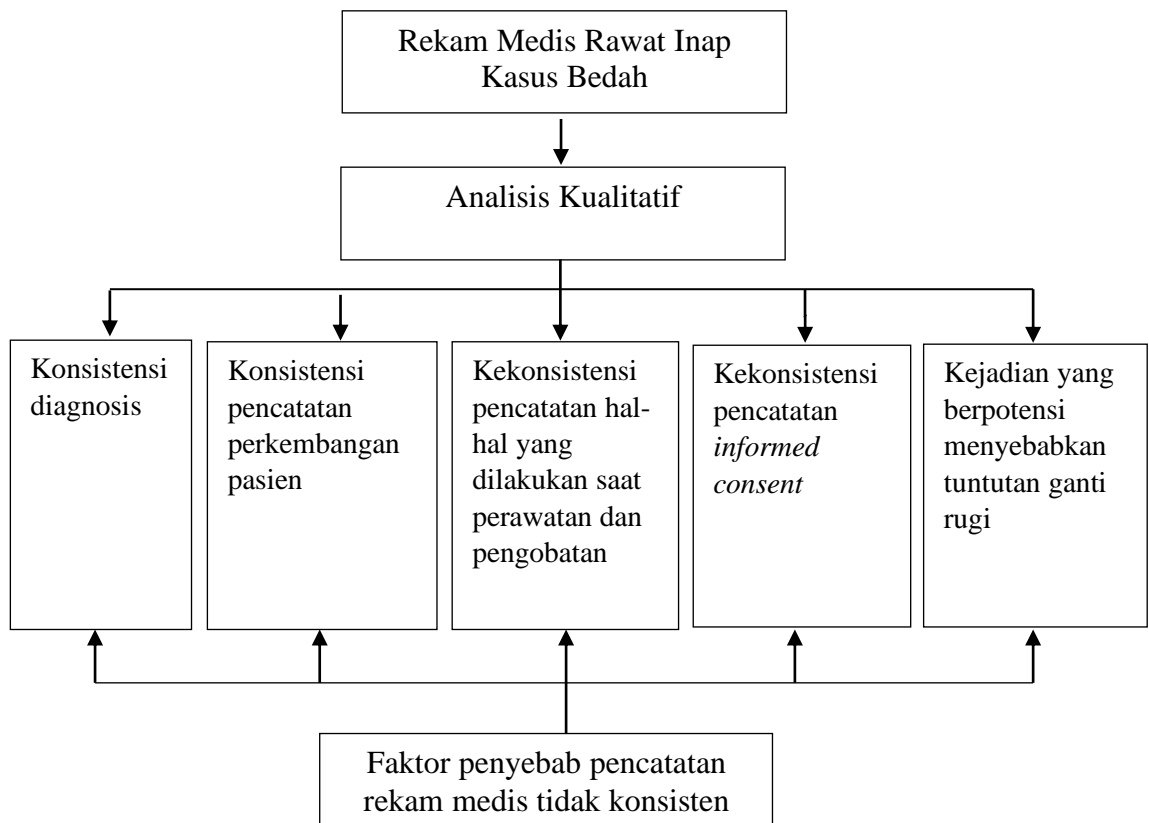 Rekam Medis Rawat Inap
Kasus Bedah
Analisis Kualitatif
Konsistensi
diagnosis
Konsistensi
pencatatan
perkembangan
pasien
Kekonsistensi
pencatatan hal-
hal yang
dilakukan saat
perawatan dan
pengobatan
Kekonsistensi
pencatatan
informed
consent
Kejadian yang
berpotensi
menyebabkan
tuntutan ganti
rugi
Faktor penyebab pencatatan
rekam medis tidak konsisten